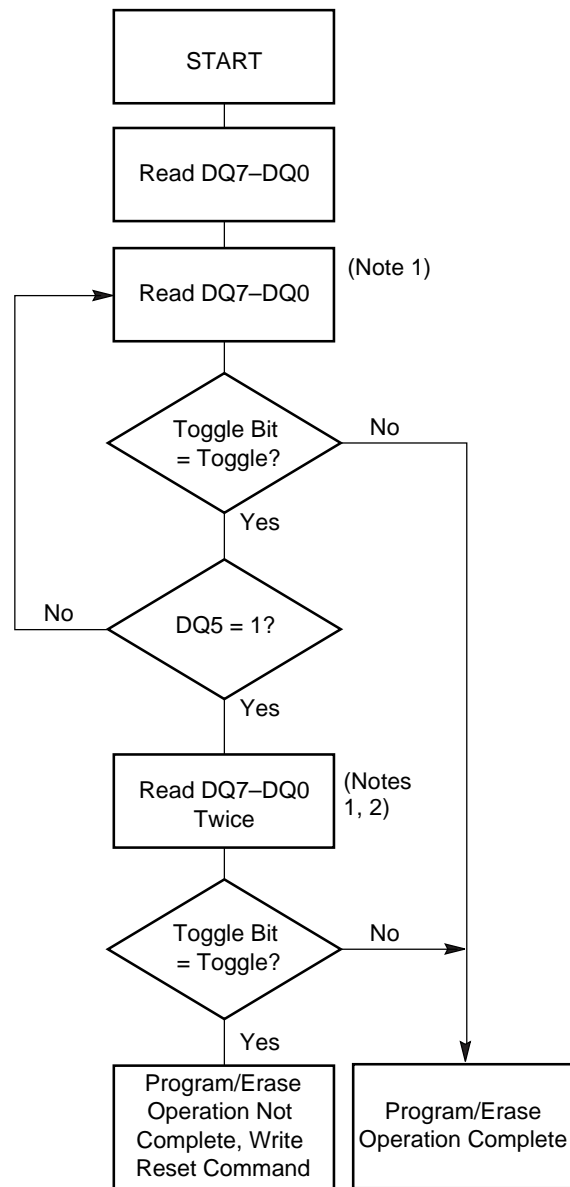 START
Read DQ7–DQ0
Read DQ7–DQ0
(Note 1)
Toggle Bit
= Toggle?
No
Yes
No
DQ5 = 1?
Yes
Read DQ7–DQ0
Twice
(Notes
1, 2)
Toggle Bit
= Toggle?
No
Yes
Program/Erase
Operation Not
Complete, Write
Reset Command
Program/Erase
Operation Complete